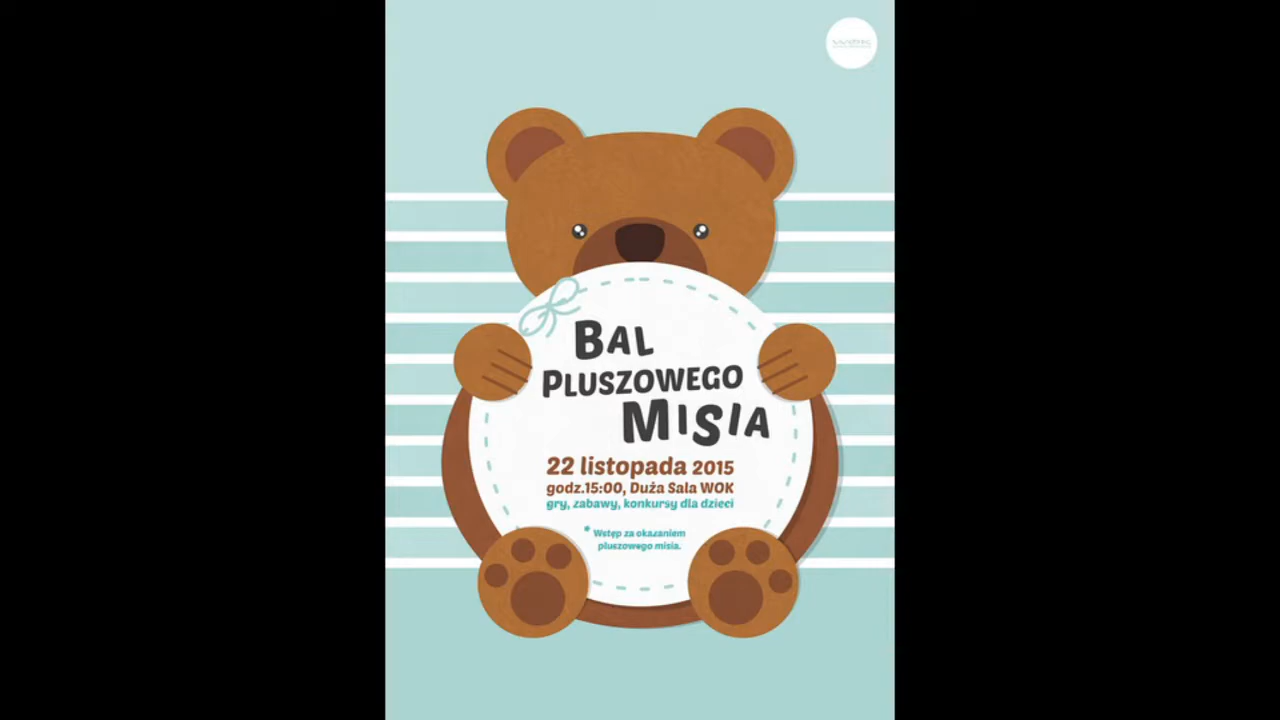 BAL
PLUSZOWEGO
MISIA
22 listopada 2015
godz.15:00, Duża Sala WOK
gry, zabawy, konkursy dla dzieci
* Wstęp za okazaniem
pluszowego misia.